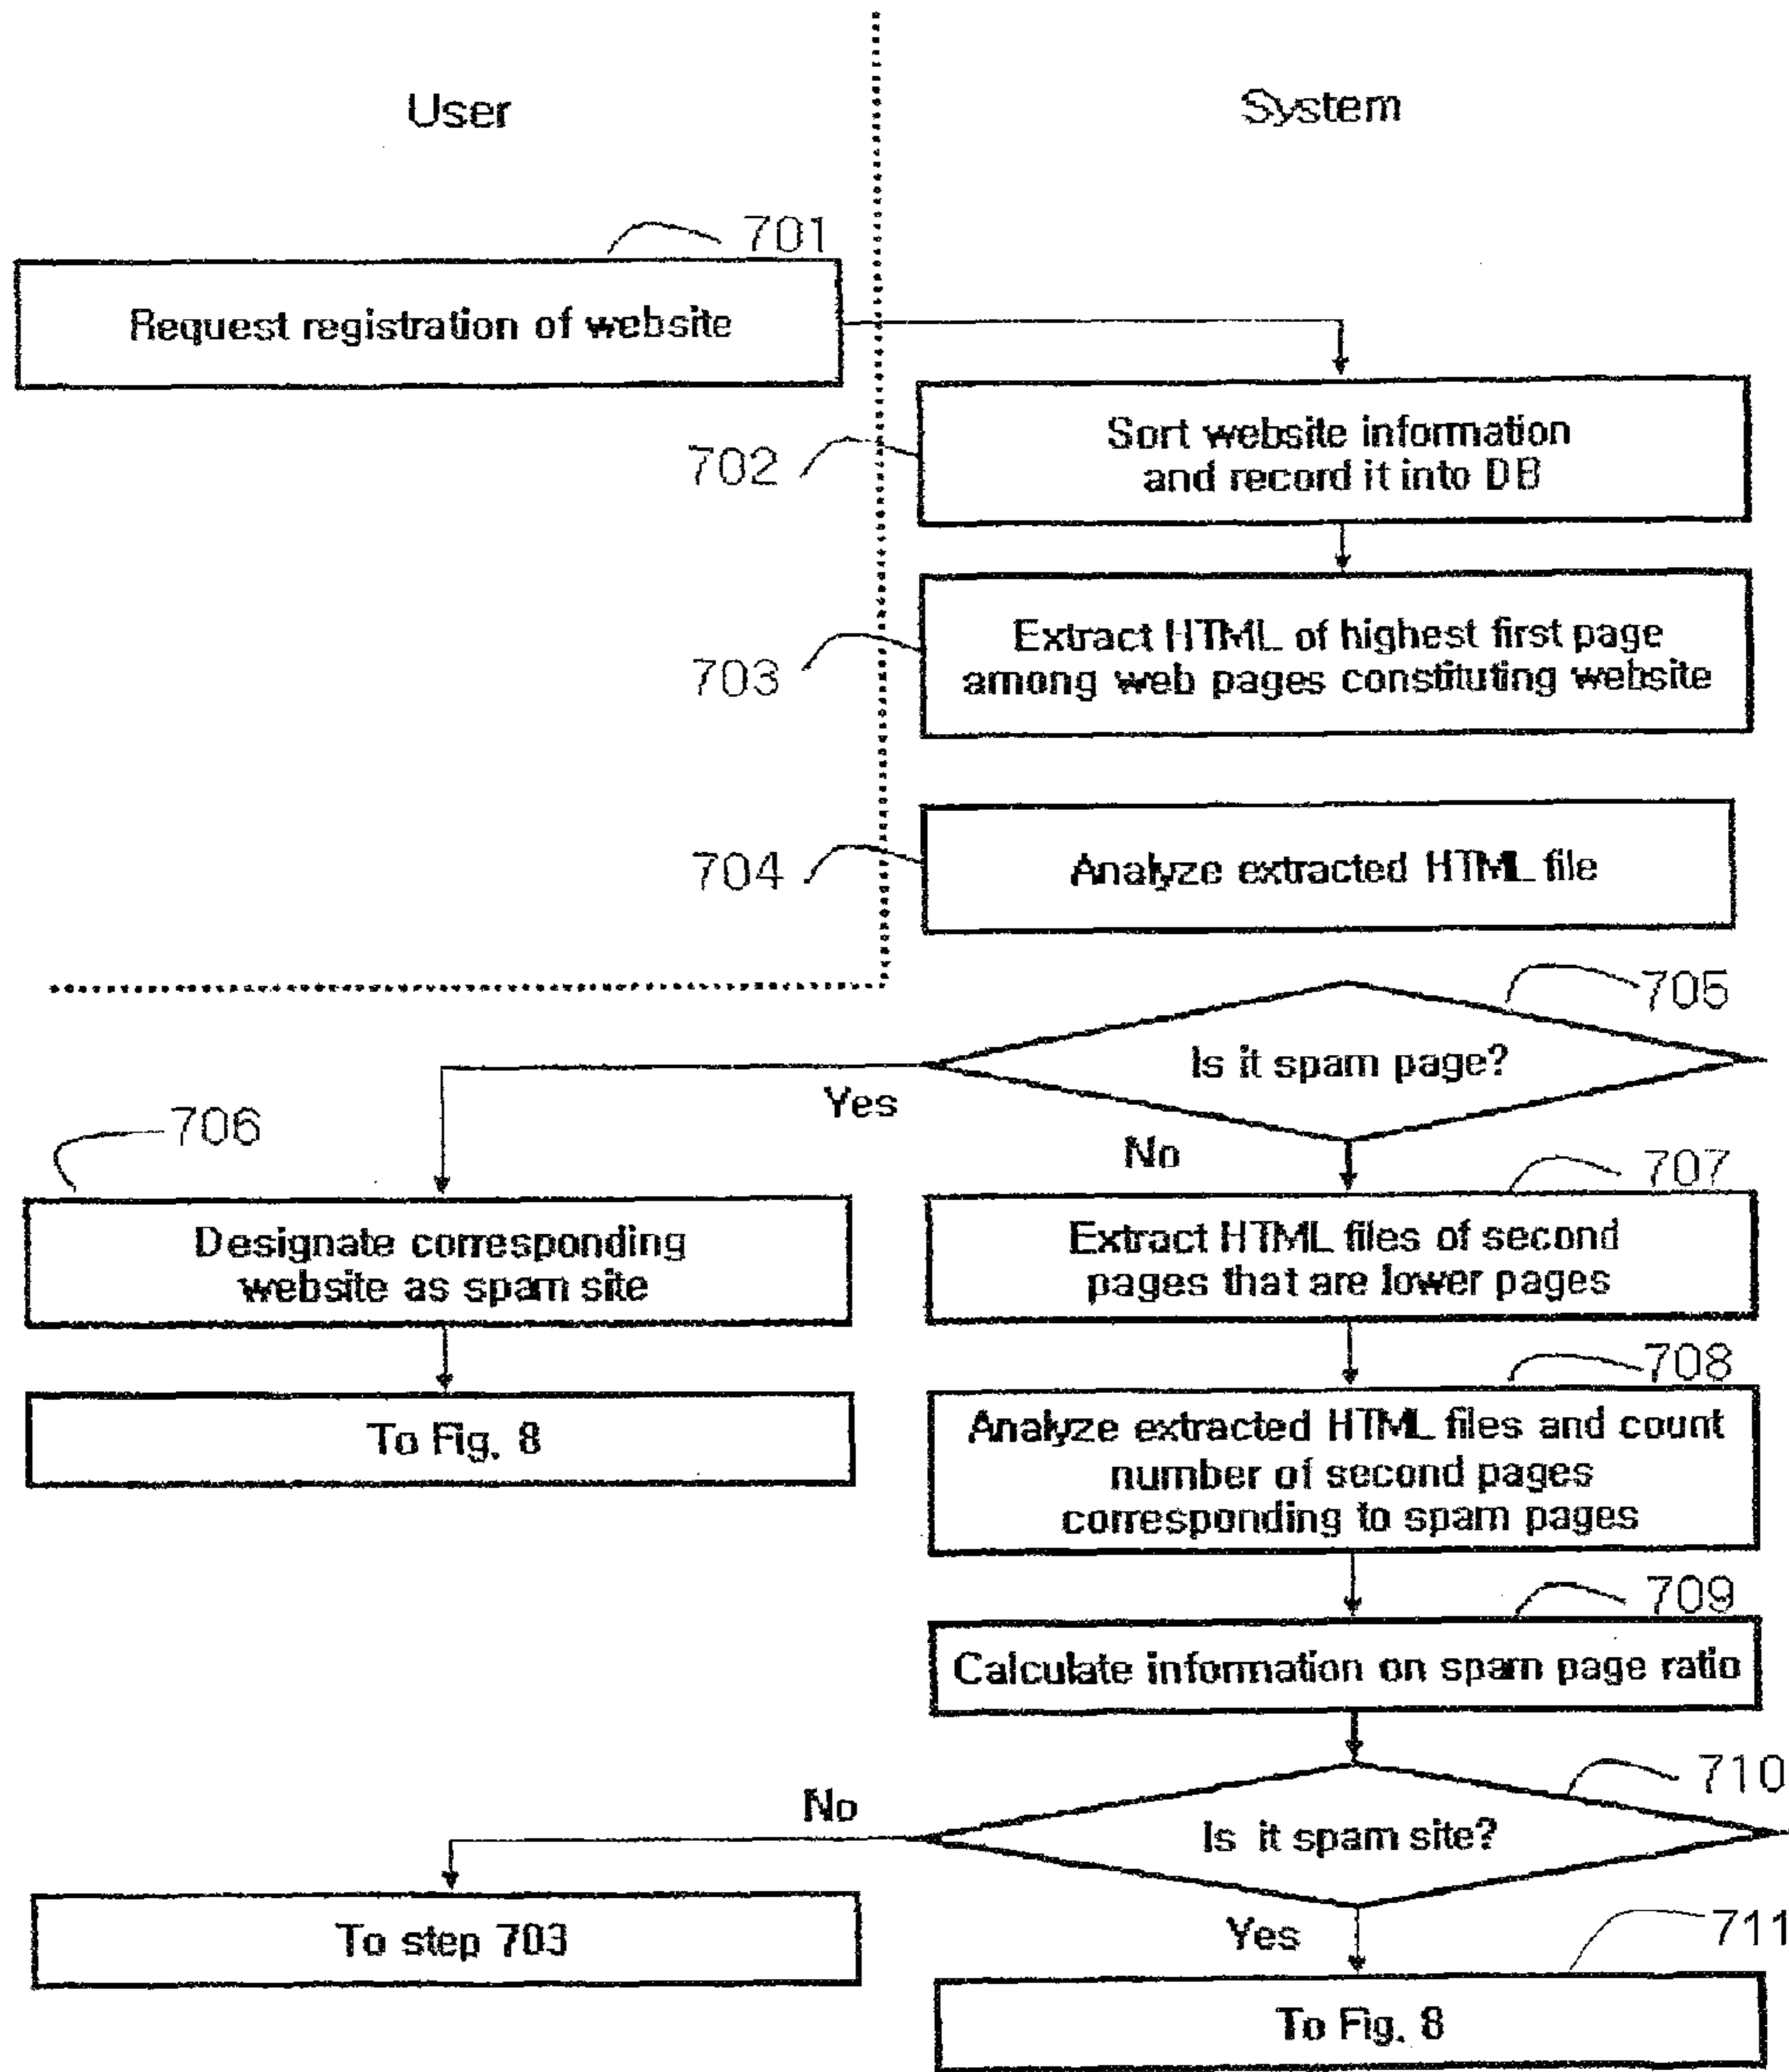 User
System
701
Request registration of website
702
Sort website information
and record it into DB
703
Extract HTML of highest first page
among web pages constituting website
704
Analyze extracted HTML file
705
Is it spam page?
Yes
No
706
Designate corresponding
website as spam site
To Fig. 8
707
Extract HTML files of second
pages that are lower pages
708
Analyze extracted HTML files and count
number of second pages
corresponding to spam pages
709
Calculate information on spam page ratio
710
Is it spam site?
No
To step 703
Yes
711
To Fig. 8